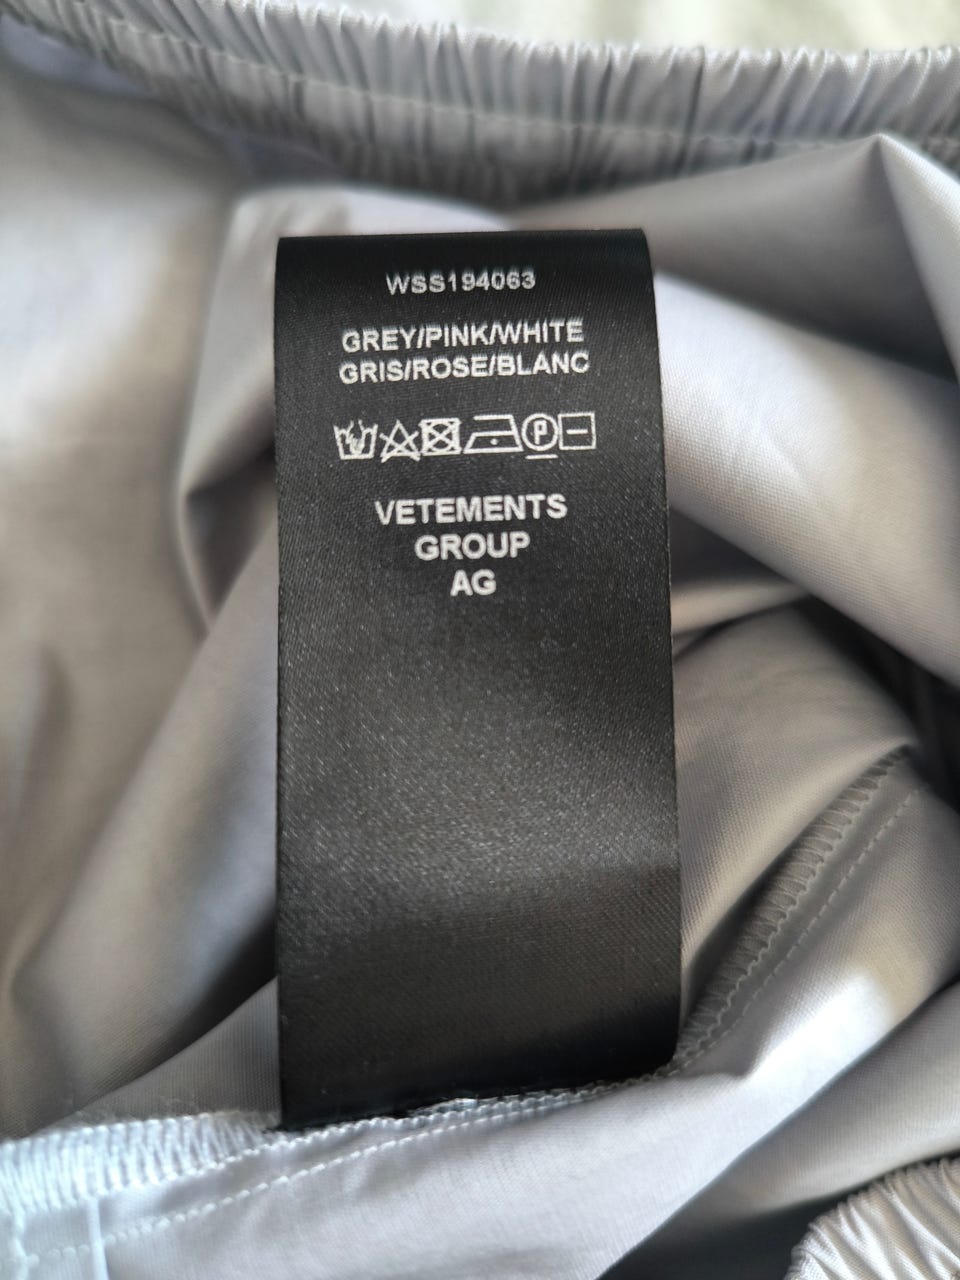 WSS194063
GREY/PINK/WHITE
GRIS/ROSE/BLANC
P
VETEMENTS
GROUP
AG